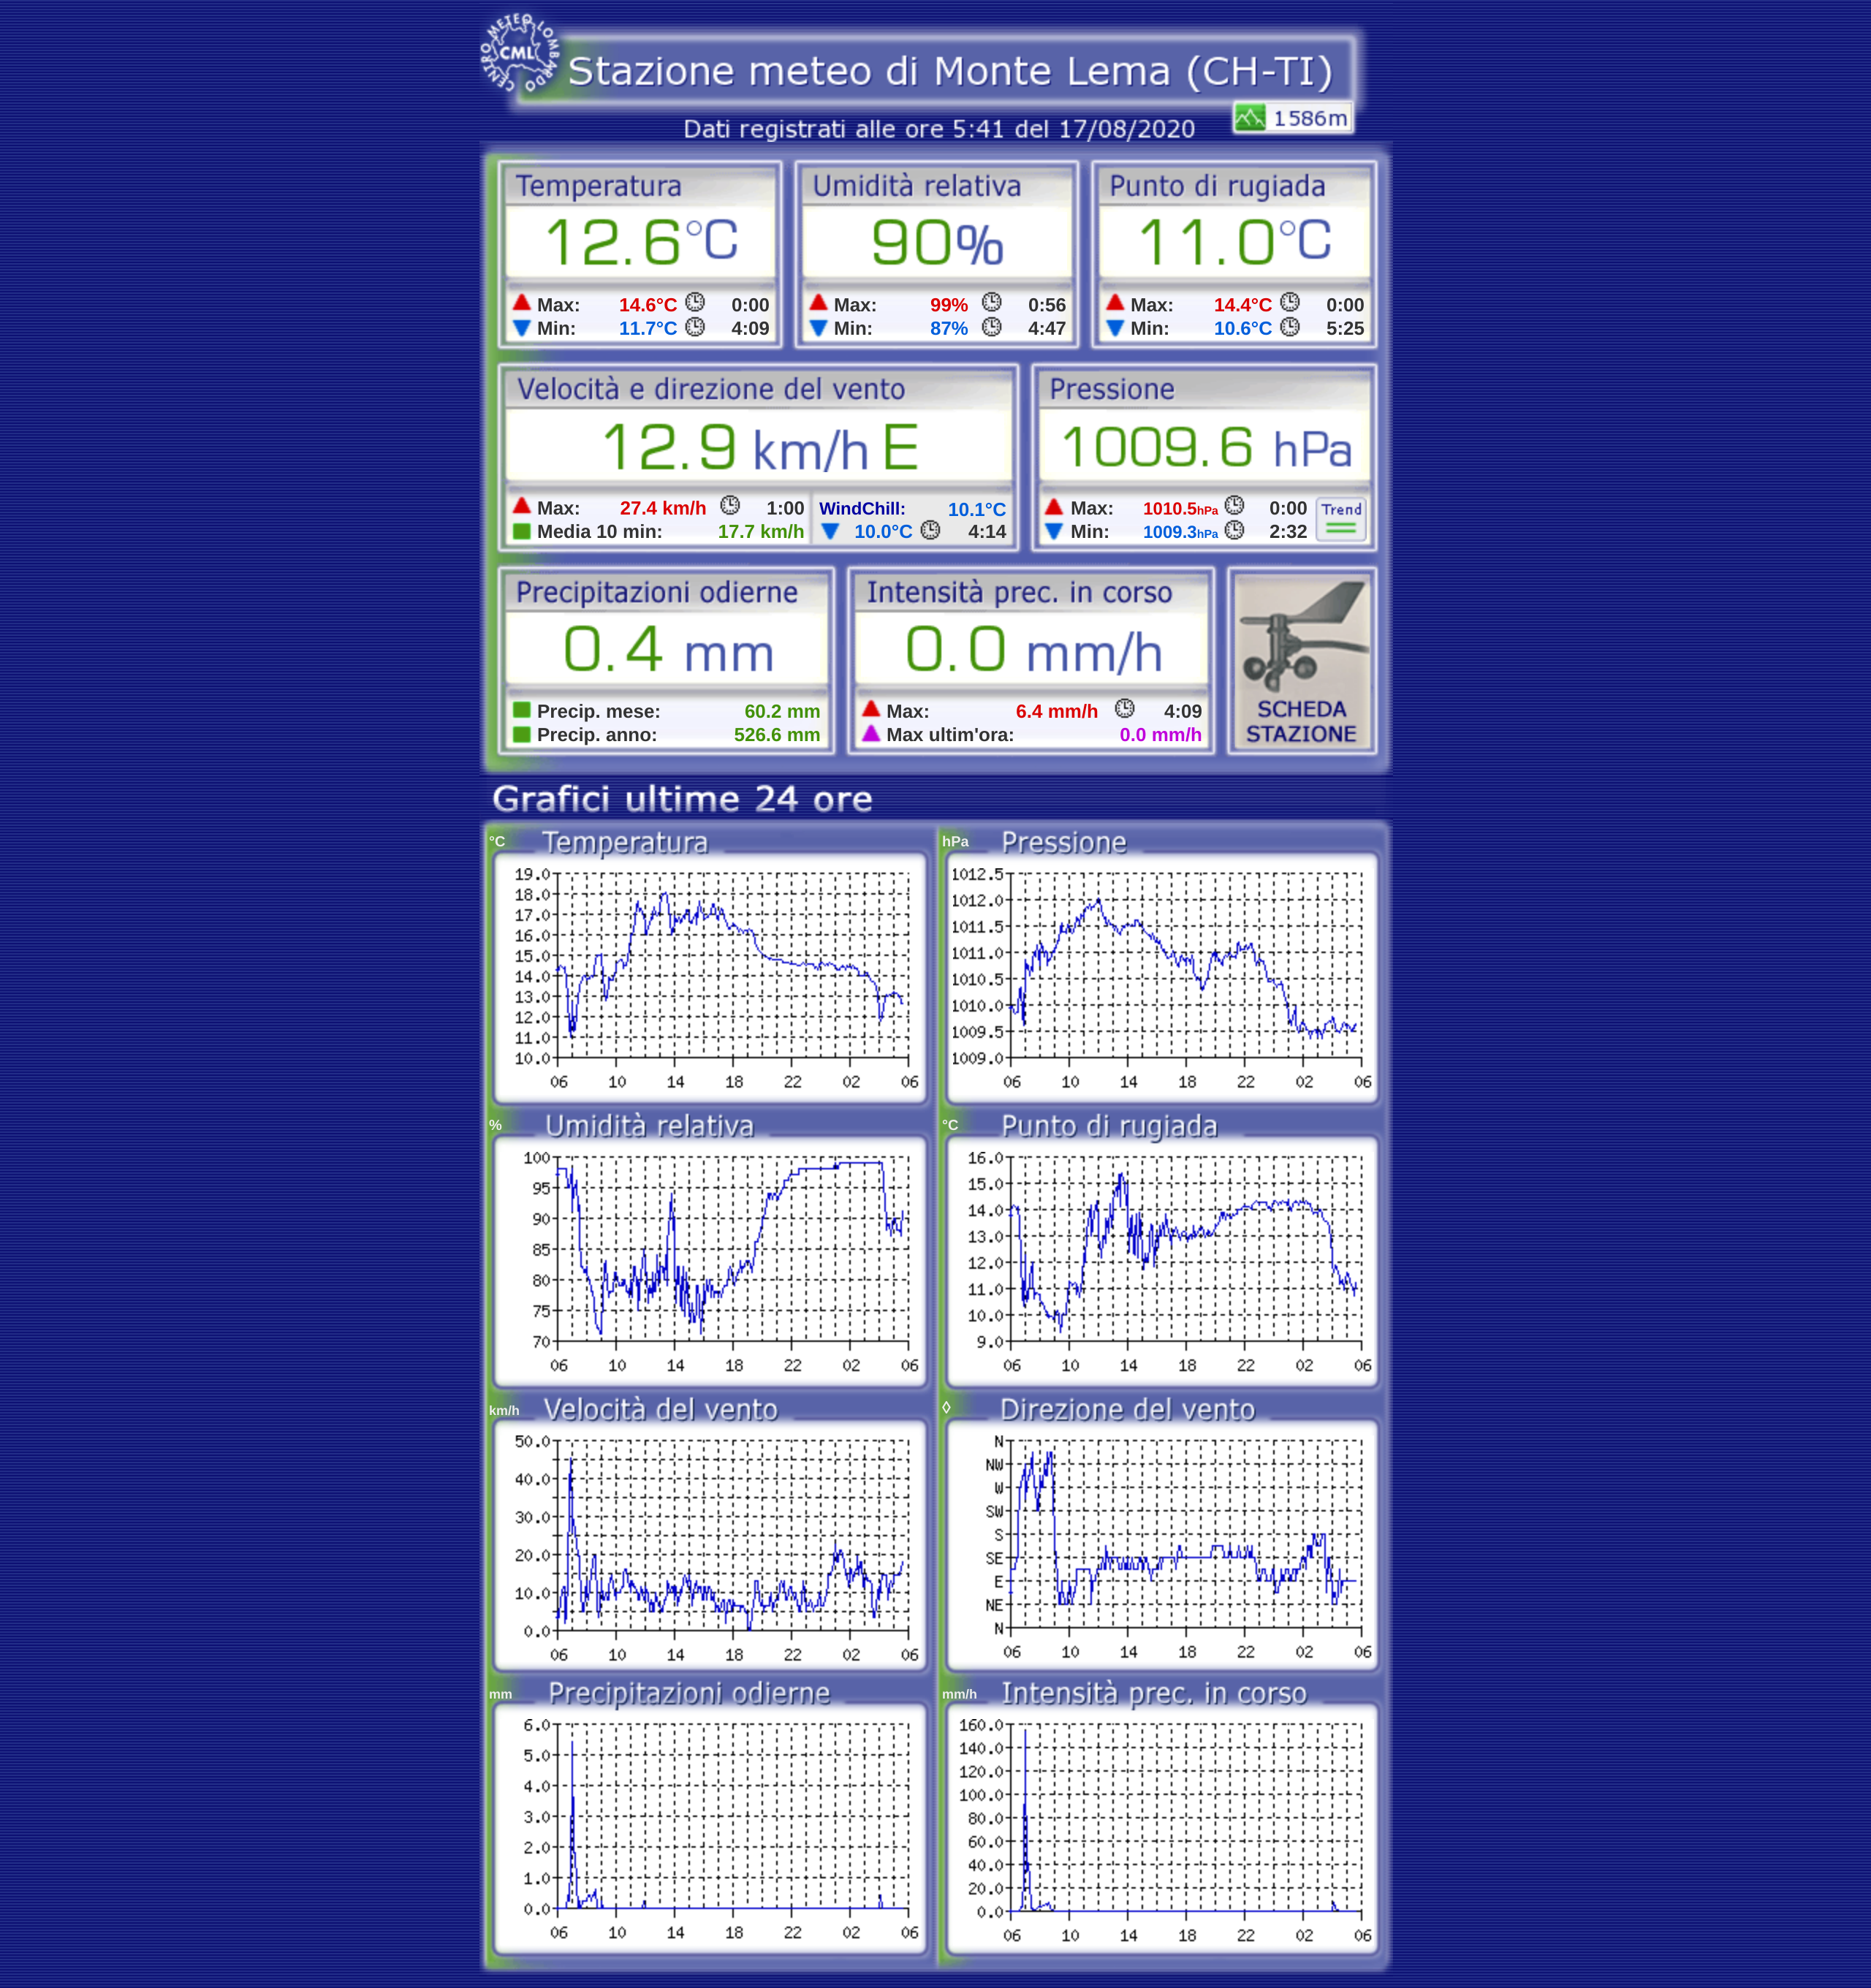 CENTRO METEO LOMBARDO
CML
Stazione meteo di Monte Lema (CH-TI)
1586m
Dati registrati alle ore 5:41 del 17/08/2020
Temperatura
12.6°C
Max: 14.6°C 0:00
Min: 11.7°C 4:09
Umidità relativa
90%
Max: 99% 0:56
Min: 87% 4:47
Punto di rugiada
11.0°C
Max: 14.4°C 0:00
Min: 10.6°C 5:25
Velocità e direzione del vento
12.9 km/h E
Max: 27.4 km/h 1:00
Media 10 min: 17.7 km/h
WindChill: 10.1°C
10.0°C 4:14
Pressione
1009.6 hPa
Max: 1010.5hPa 0:00
Min: 1009.3hPa 2:32
Trend
Precipitazioni odierne
0.4 mm
Precip. mese: 60.2 mm
Precip. anno: 526.6 mm
Intensità prec. in corso
0.0 mm/h
Max: 6.4 mm/h 4:09
Max ultim'ora: 0.0 mm/h
SCHEDA
STAZIONE
Grafici ultime 24 ore
°C Temperatura
19.0
18.0
17.0
16.0
15.0
14.0
13.0
12.0
11.0
10.0
06 10 14 18 22 02 06
hPa Pressione
1012.5
1012.0
1011.5
1011.0
1010.5
1010.0
1009.5
1009.0
06 10 14 18 22 02 06
% Umidità relativa
100
95
90
85
80
75
70
06 10 14 18 22 02 06
°C Punto di rugiada
16.0
15.0
14.0
13.0
12.0
11.0
10.0
9.0
06 10 14 18 22 02 06
km/h Velocità del vento
50.0
40.0
30.0
20.0
10.0
0.0
06 10 14 18 22 02 06
◊ Direzione del vento
N
NW
W
SW
S
SE
E
NE
N
06 10 14 18 22 02 06
mm Precipitazioni odierne
6.0
5.0
4.0
3.0
2.0
1.0
0.0
06 10 14 18 22 02 06
mm/h Intensità prec. in corso
160.0
140.0
120.0
100.0
80.0
60.0
40.0
20.0
0.0
06 10 14 18 22 02 06